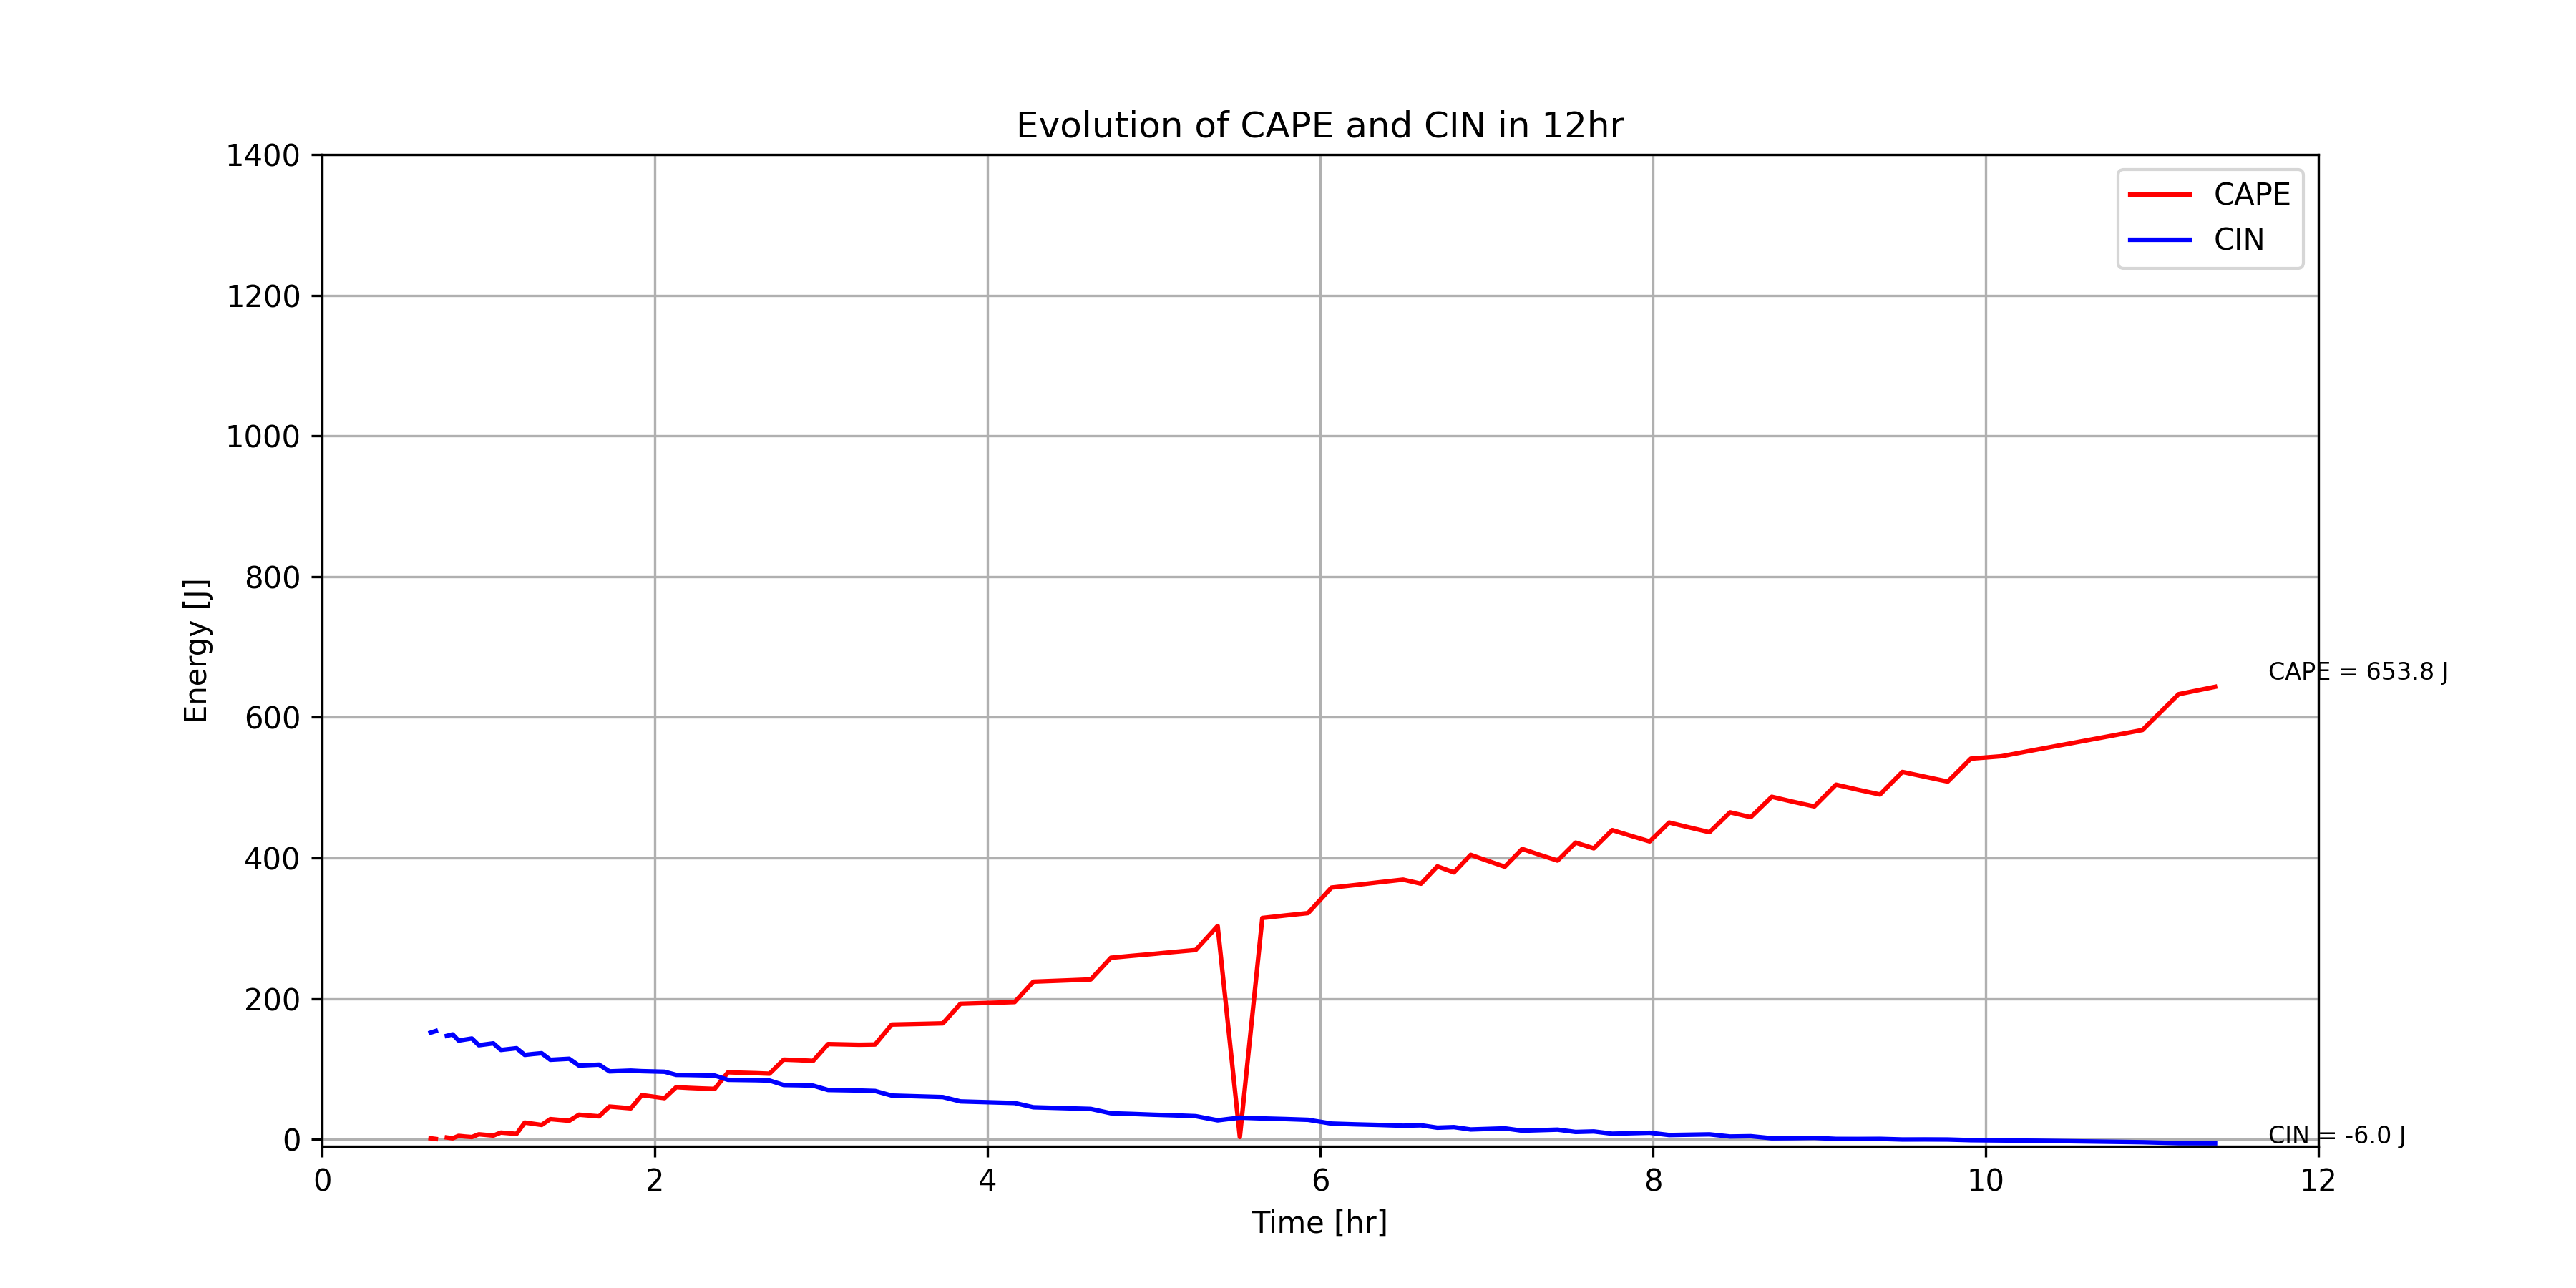 Evolution of CAPE and CIN in 12hr
1400
1200
1000
800
600
400
200
0
Energy [J]
CAPE
CIN
CAPE = 653.8 J
CIN = -6.0 J
0 2 4 6 8 10 12
Time [hr]